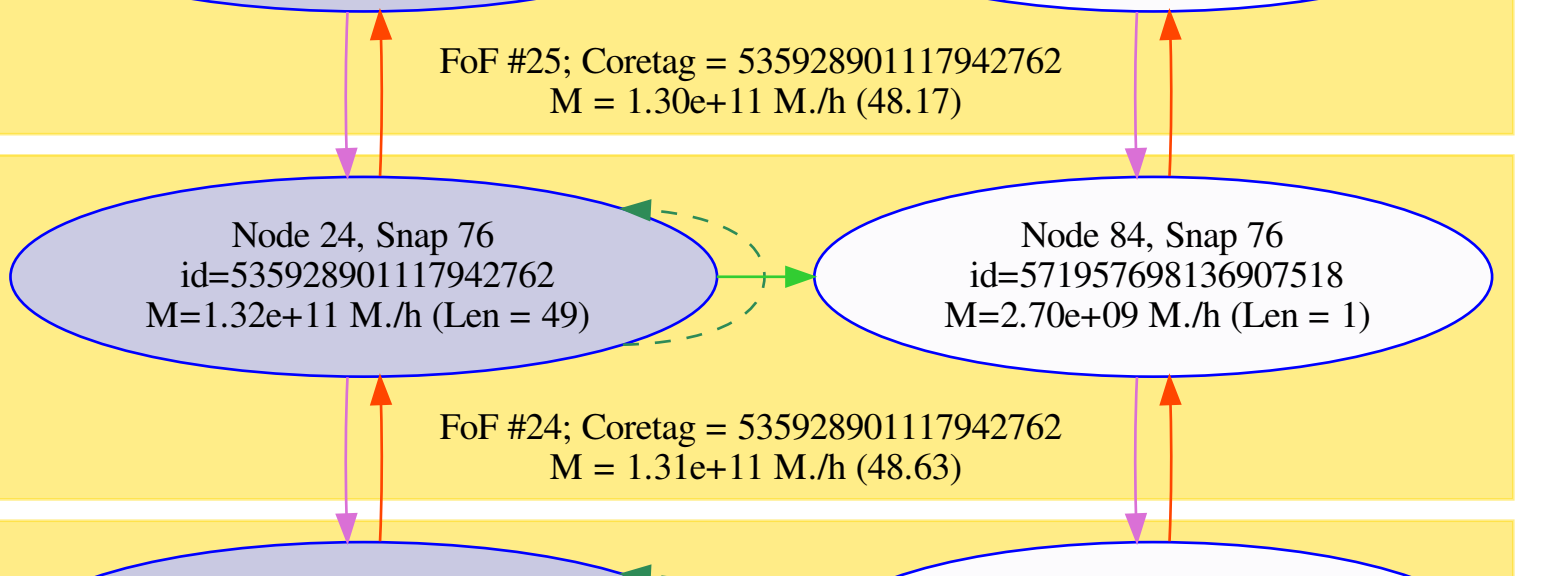 FoF #25; Coretag = 535928901117942762
M = 1.30e+11 M./h (48.17)
Node 24, Snap 76
id=535928901117942762
M=1.32e+11 M./h (Len = 49)
Node 84, Snap 76
id=571957698136907518
M=2.70e+09 M./h (Len = 1)
FoF #24; Coretag = 535928901117942762
M = 1.31e+11 M./h (48.63)